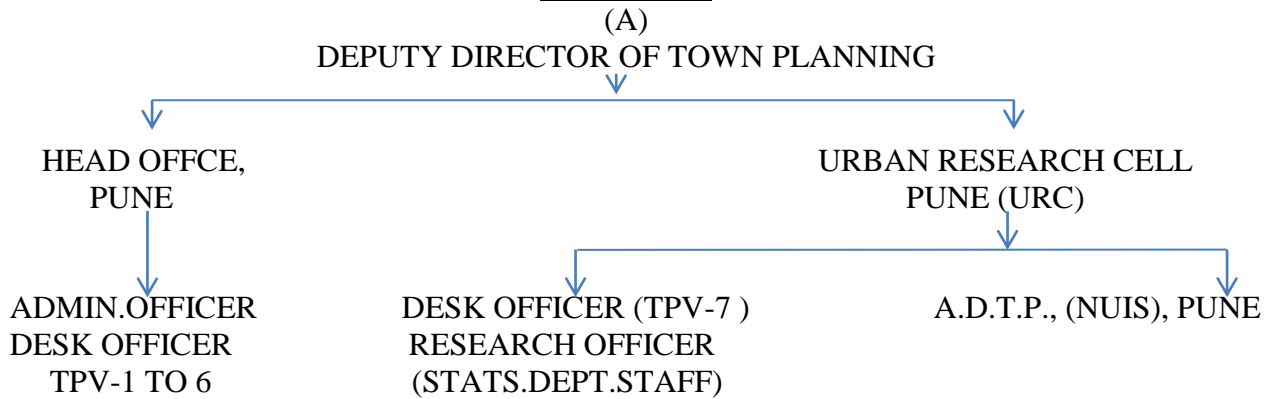 (A)
DEPUTY DIRECTOR OF TOWN PLANNING
HEAD OFFCE,
PUNE
URBAN RESEARCH CELL
PUNE (URC)
ADMIN.OFFICER
DESK OFFICER
TPV-1 TO 6
DESK OFFICER (TPV-7 )
RESEARCH OFFICER
(STATS.DEPT.STAFF)
A.D.T.P., (NUIS), PUNE